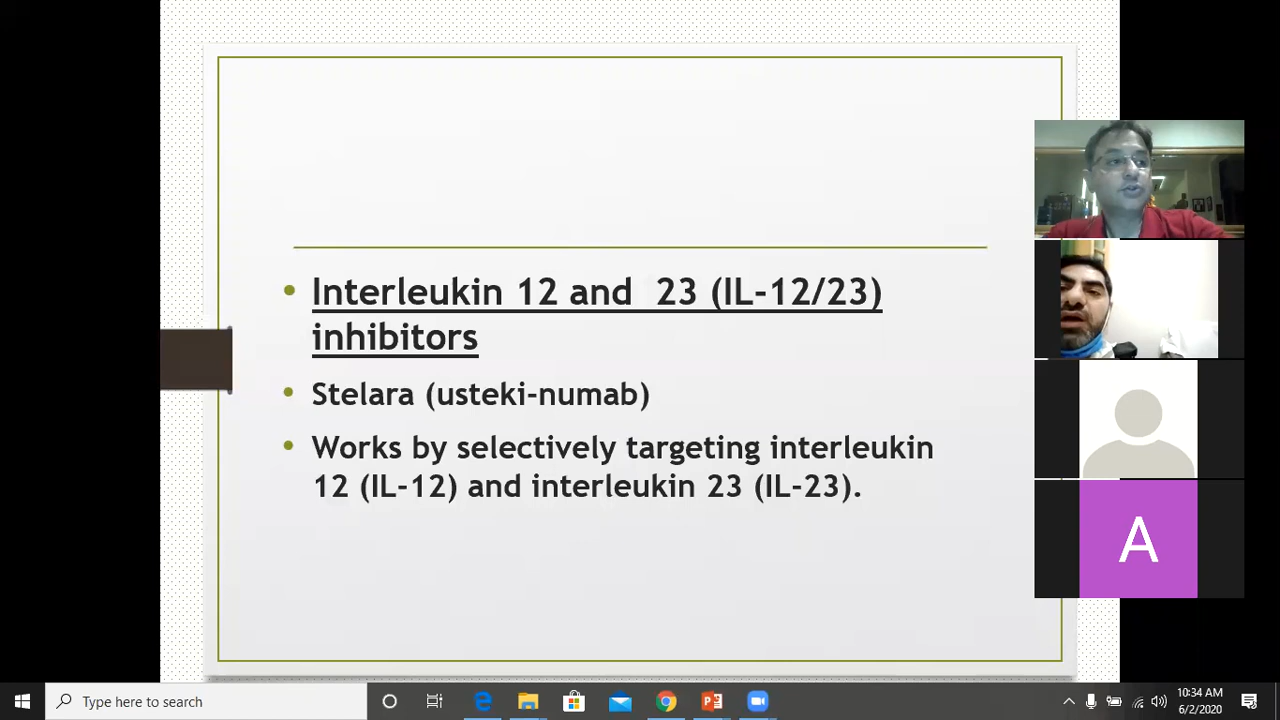 • Interleukin 12 and  23 (IL-12/23)
inhibitors
• Stelara (usteki-numab)
• Works by selectively targeting interleukin
12 (IL-12) and interleukin 23 (IL-23).
A
Type here to search
10:34 AM
6/2/2020